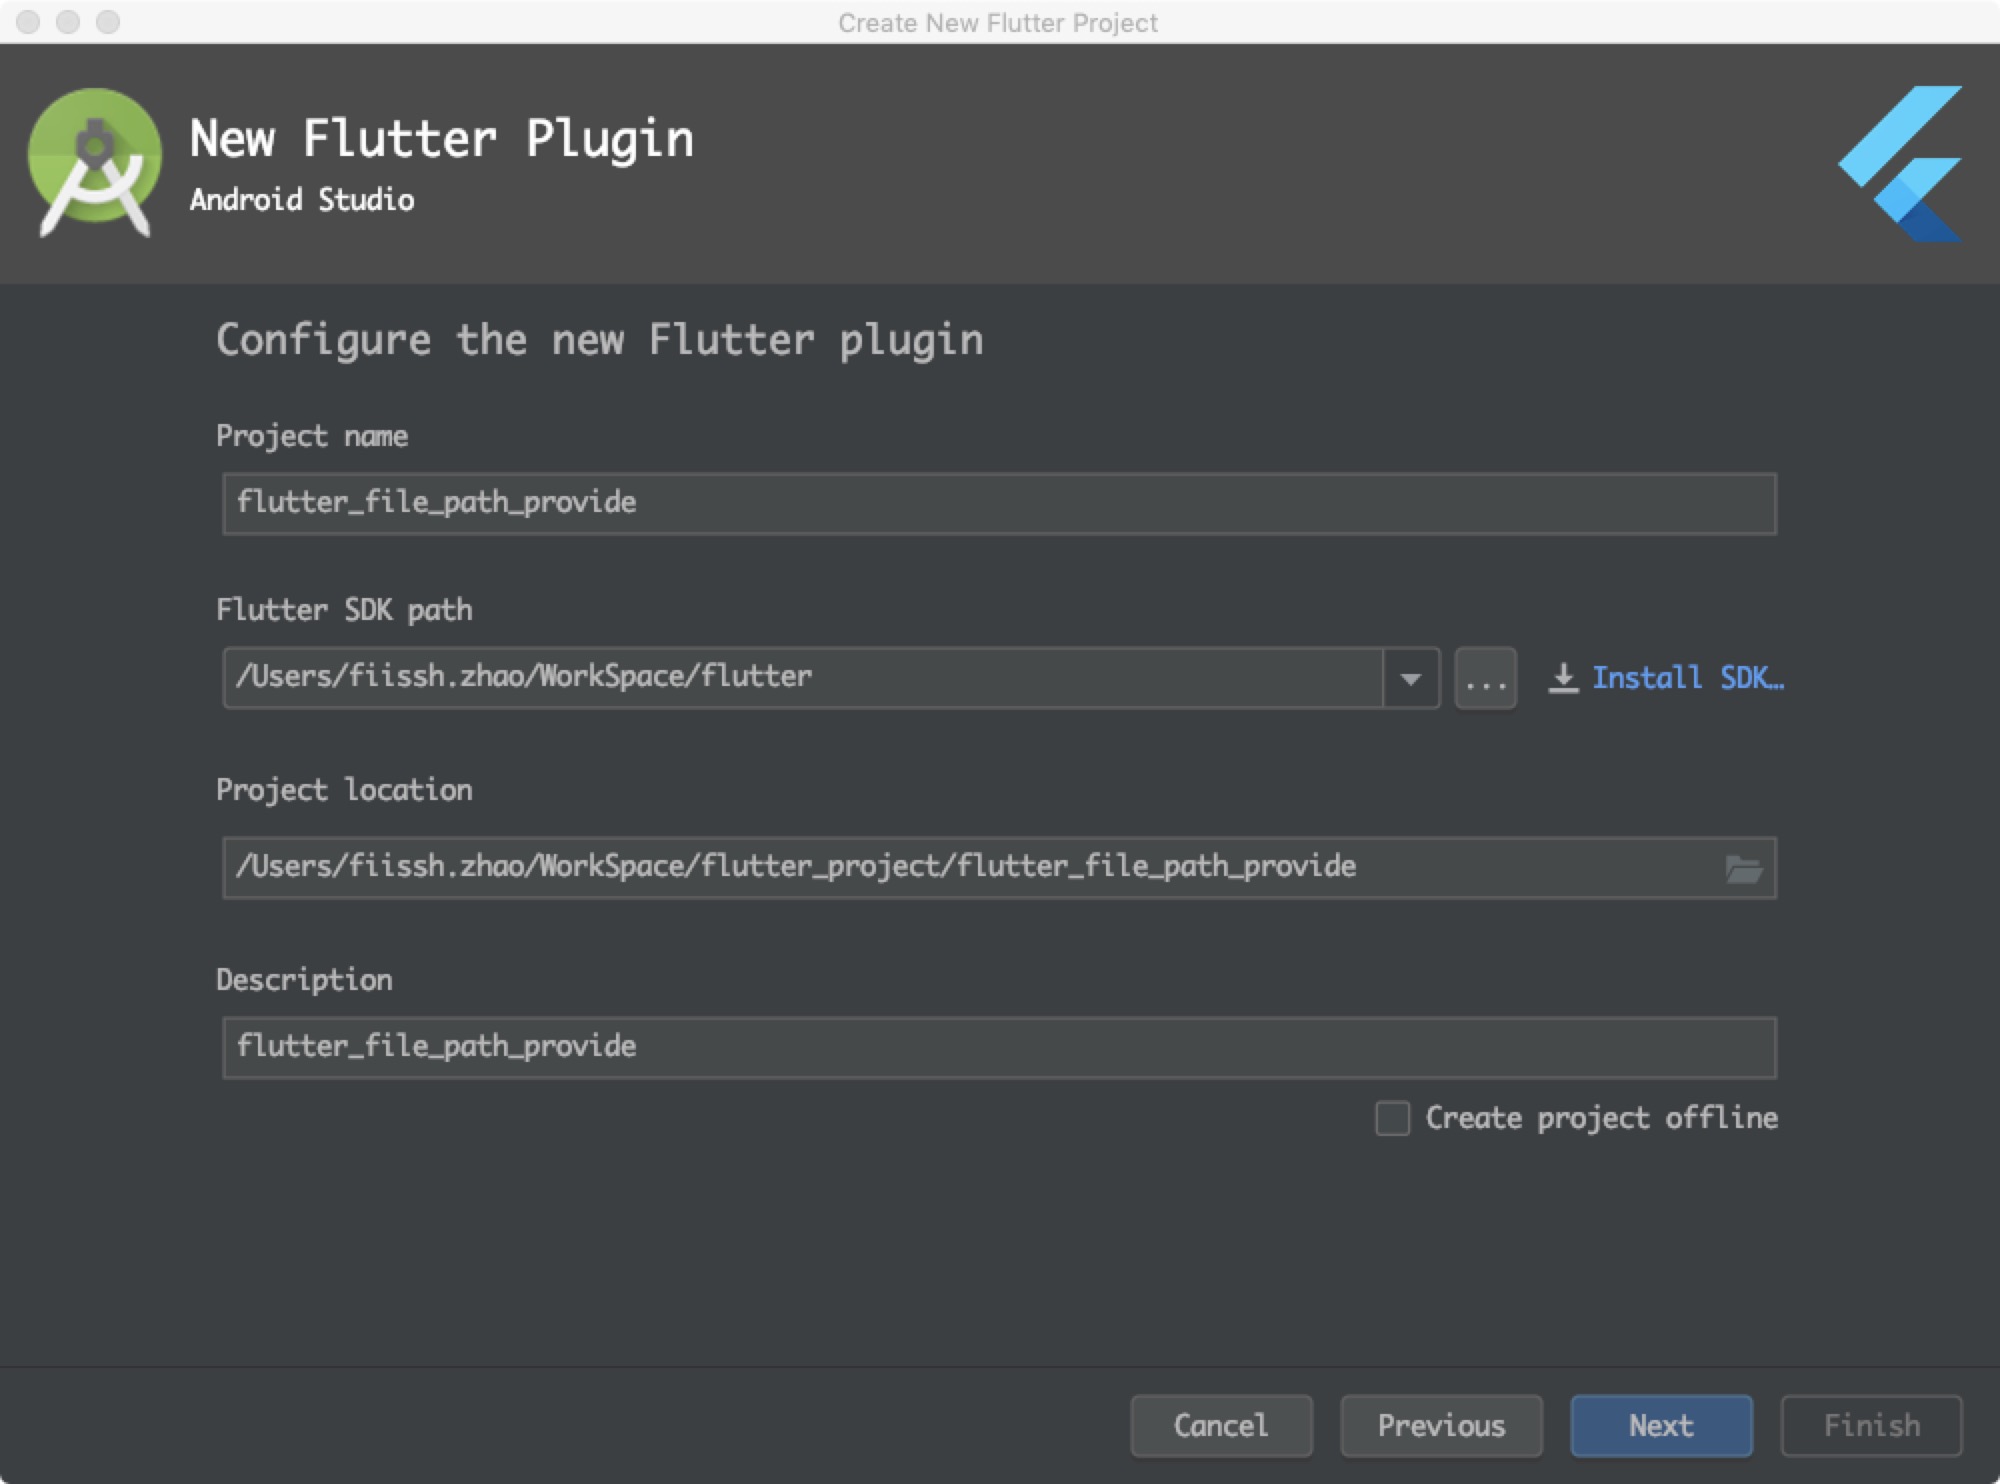 Create New Flutter Project
New Flutter Plugin
Android Studio
Configure the new Flutter plugin
Project name
flutter_file_path_provide
Flutter SDK path
/Users/fiissh.zhao/WorkSpace/flutter
... Install SDK…
Project location
/Users/fiissh.zhao/WorkSpace/flutter_project/flutter_file_path_provide
Description
flutter_file_path_provide
Create project offline
Cancel Previous Next Finish